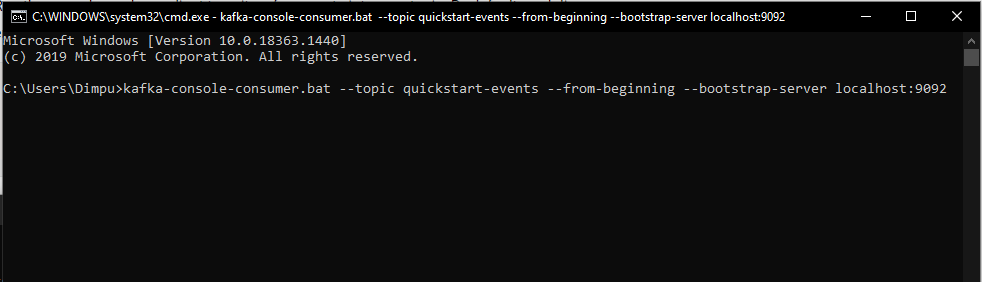 C:\WINDOWS\system32\cmd.exe - kafka-console-consumer.bat --topic quickstart-events --from-beginning --bootstrap-server localhost:9092
Microsoft Windows [Version 10.0.18363.1440]
(c) 2019 Microsoft Corporation. All rights reserved.
C:\Users\Dimpu>kafka-console-consumer.bat --topic quickstart-events --from-beginning --bootstrap-server localhost:9092